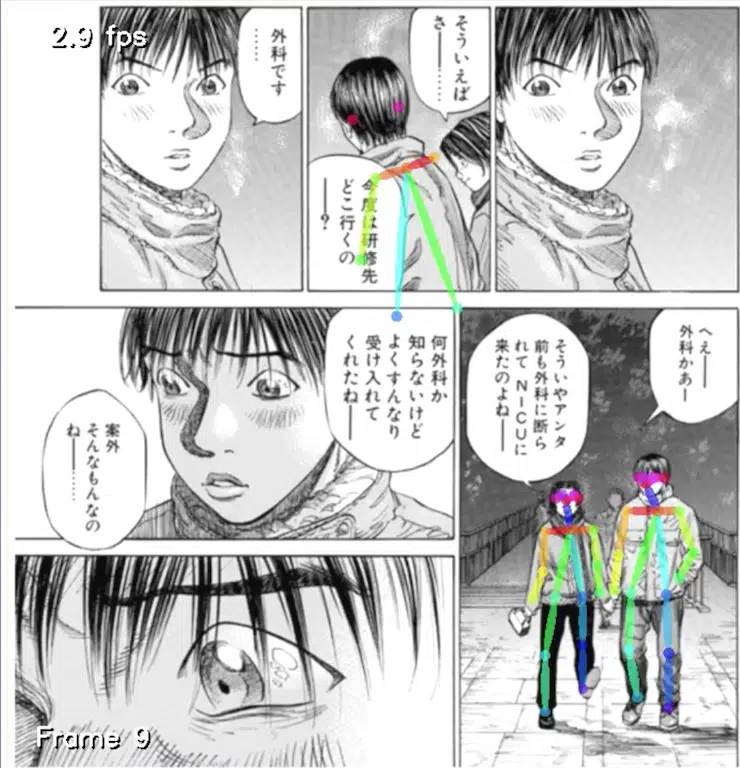 2.9 fps
そういえば
さ────……
今度は研修先
どこ行くの
──？
外科です
……
へえ──
外科かあ─
そういやアンタ
前も外科に断ら
れてNICUに
来たのよね──
何外科か
知らないけど
よくすんなり
受け入れて
くれたね──
案外
そんなもんなの
ね────……
Frame 9